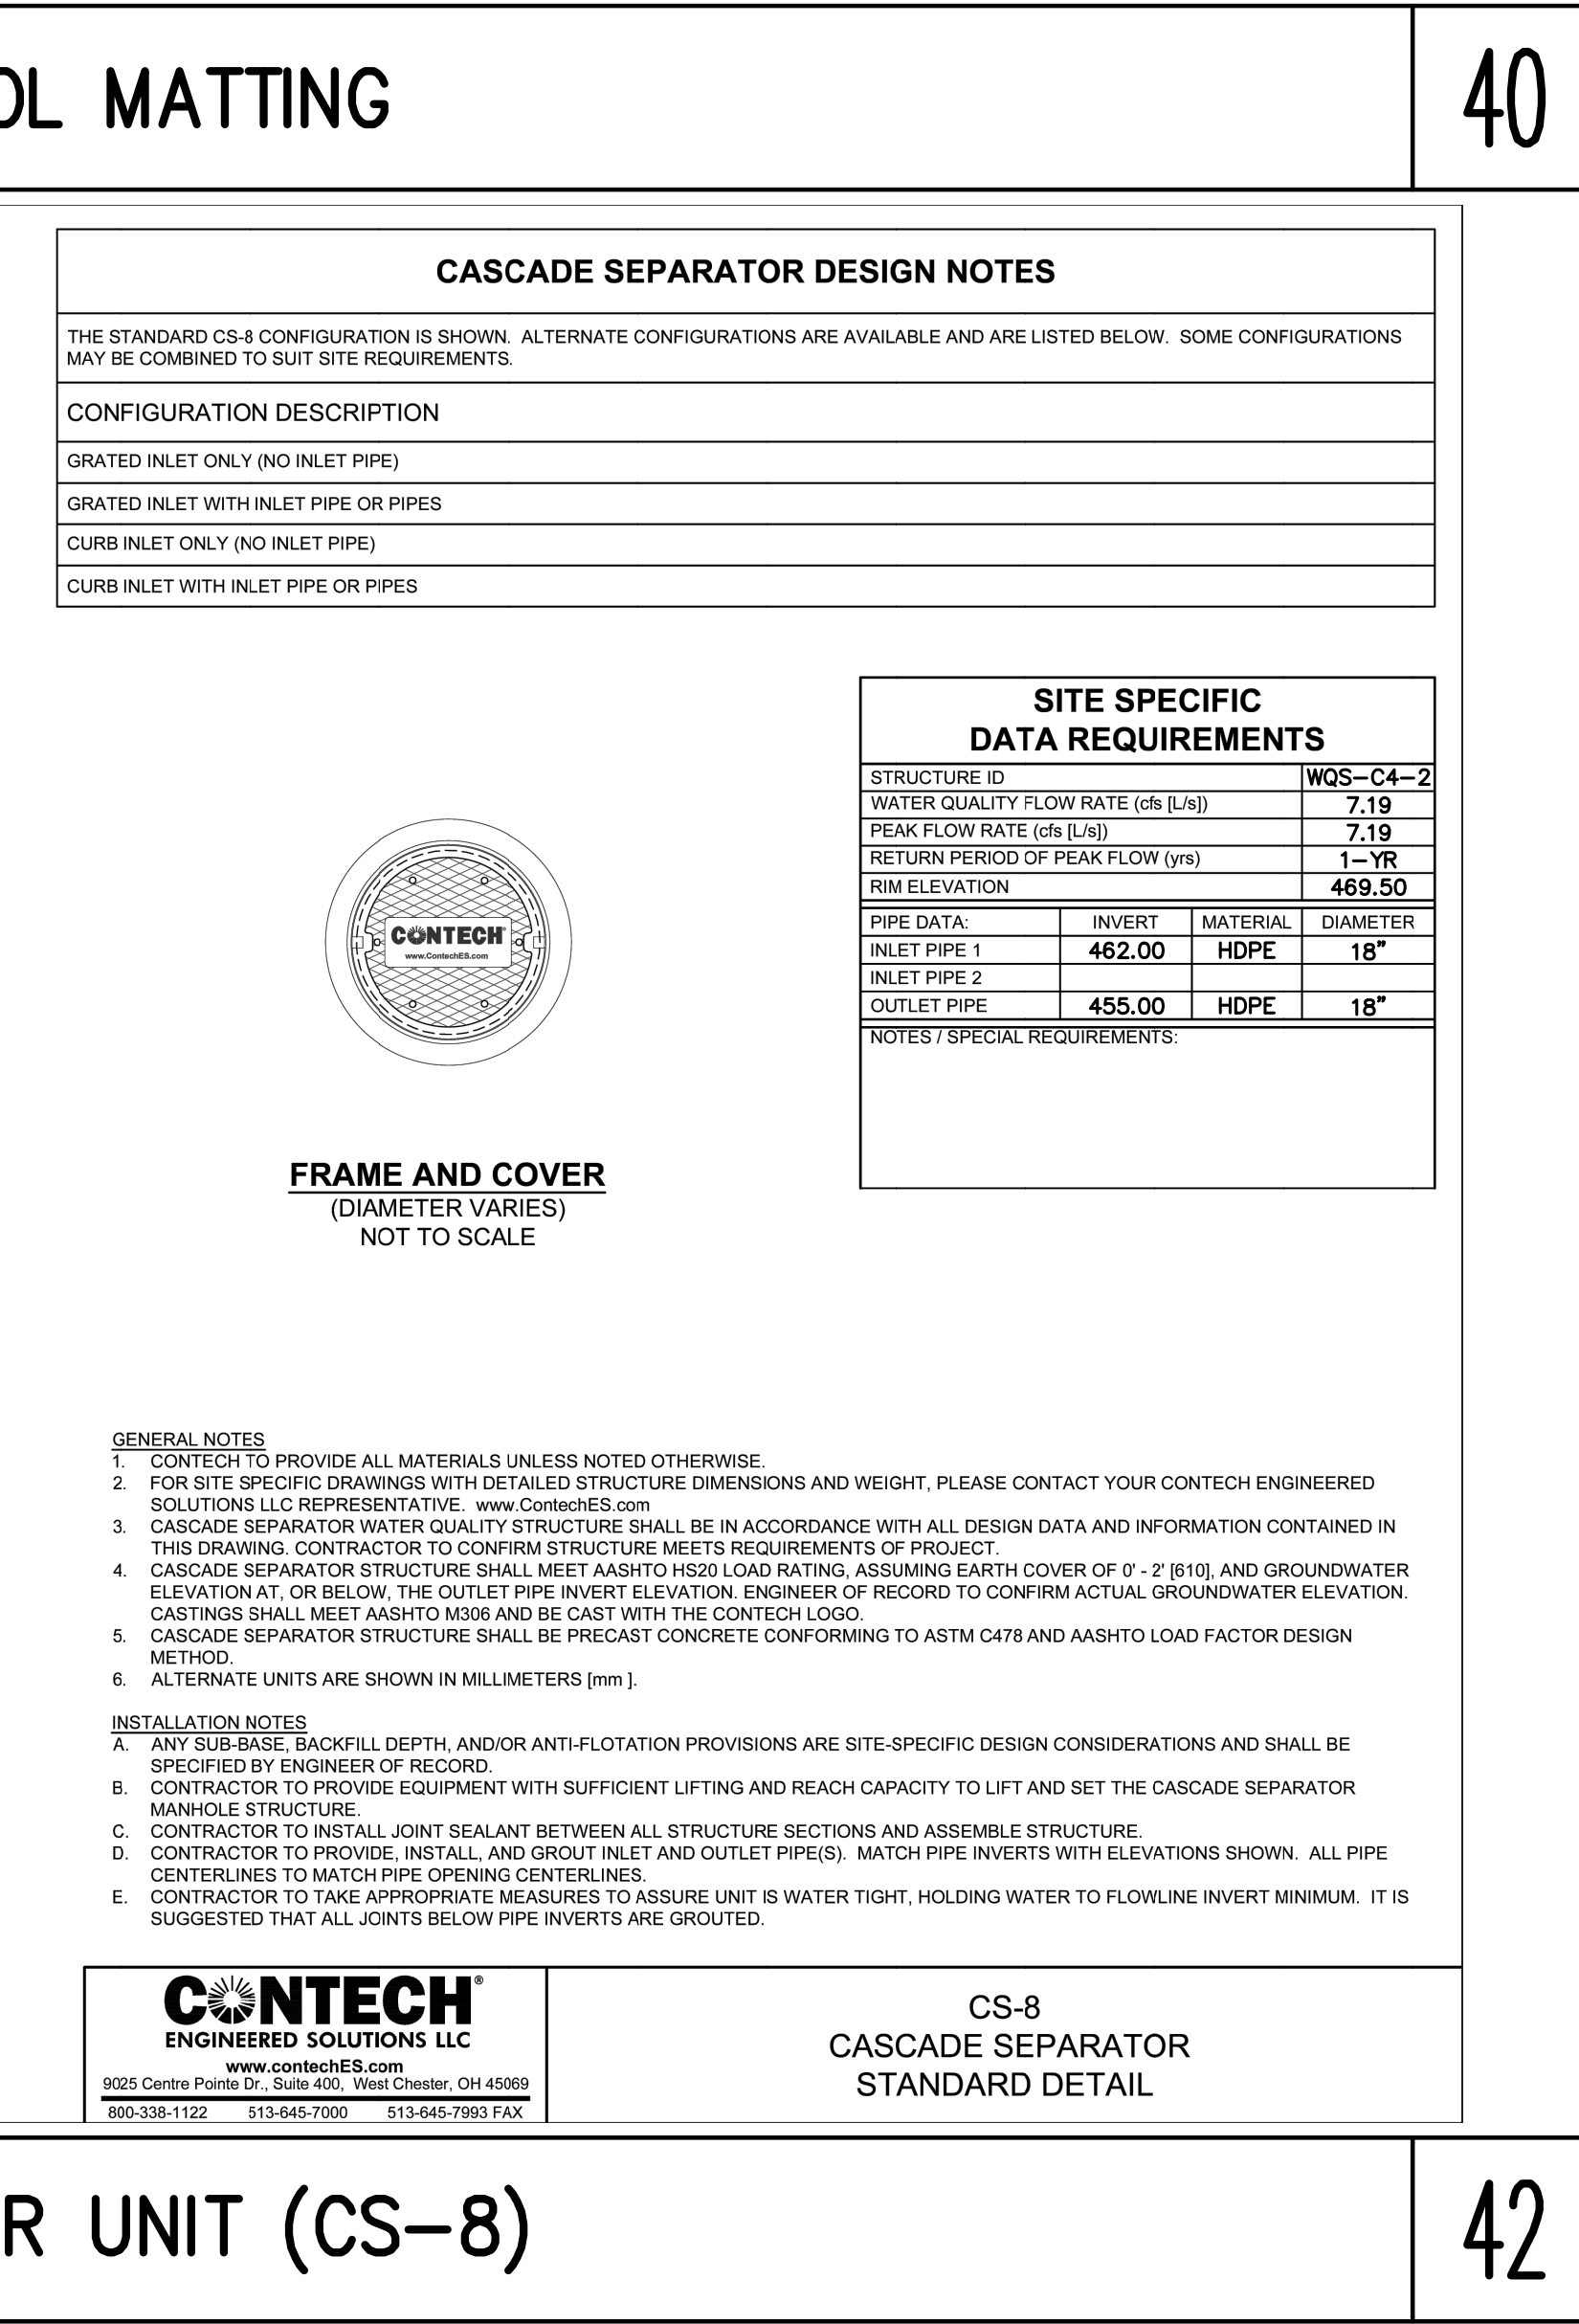 OL MATTING
40
CASCADE SEPARATOR DESIGN NOTES
THE STANDARD CS-8 CONFIGURATION IS SHOWN. ALTERNATE CONFIGURATIONS ARE AVAILABLE AND ARE LISTED BELOW. SOME CONFIGURATIONS
MAY BE COMBINED TO SUIT SITE REQUIREMENTS.
CONFIGURATION DESCRIPTION
GRATED INLET ONLY (NO INLET PIPE)
GRATED INLET WITH INLET PIPE OR PIPES
CURB INLET ONLY (NO INLET PIPE)
CURB INLET WITH INLET PIPE OR PIPES
CONTECH
www.ContechES.com
FRAME AND COVER
(DIAMETER VARIES)
NOT TO SCALE
SITE SPECIFIC
DATA REQUIREMENTS
STRUCTURE ID WQS-C4-2
WATER QUALITY FLOW RATE (cfs [L/s]) 7.19
PEAK FLOW RATE (cfs [L/s]) 7.19
RETURN PERIOD OF PEAK FLOW (yrs) 1-YR
RIM ELEVATION 469.50
PIPE DATA: INVERT MATERIAL DIAMETER
INLET PIPE 1 462.00 HDPE 18"
INLET PIPE 2
OUTLET PIPE 455.00 HDPE 18"
NOTES / SPECIAL REQUIREMENTS:
GENERAL NOTES
1. CONTECH TO PROVIDE ALL MATERIALS UNLESS NOTED OTHERWISE.
2. FOR SITE SPECIFIC DRAWINGS WITH DETAILED STRUCTURE DIMENSIONS AND WEIGHT, PLEASE CONTACT YOUR CONTECH ENGINEERED
SOLUTIONS LLC REPRESENTATIVE. www.ContechES.com
3. CASCADE SEPARATOR WATER QUALITY STRUCTURE SHALL BE IN ACCORDANCE WITH ALL DESIGN DATA AND INFORMATION CONTAINED IN
THIS DRAWING. CONTRACTOR TO CONFIRM STRUCTURE MEETS REQUIREMENTS OF PROJECT.
4. CASCADE SEPARATOR STRUCTURE SHALL MEET AASHTO HS20 LOAD RATING, ASSUMING EARTH COVER OF 0' - 2' [610], AND GROUNDWATER
ELEVATION AT, OR BELOW, THE OUTLET PIPE INVERT ELEVATION. ENGINEER OF RECORD TO CONFIRM ACTUAL GROUNDWATER ELEVATION.
CASTINGS SHALL MEET AASHTO M306 AND BE CAST WITH THE CONTECH LOGO.
5. CASCADE SEPARATOR STRUCTURE SHALL BE PRECAST CONCRETE CONFORMING TO ASTM C478 AND AASHTO LOAD FACTOR DESIGN
METHOD.
6. ALTERNATE UNITS ARE SHOWN IN MILLIMETERS [mm ].
INSTALLATION NOTES
A. ANY SUB-BASE, BACKFILL DEPTH, AND/OR ANTI-FLOTATION PROVISIONS ARE SITE-SPECIFIC DESIGN CONSIDERATIONS AND SHALL BE
SPECIFIED BY ENGINEER OF RECORD.
B. CONTRACTOR TO PROVIDE EQUIPMENT WITH SUFFICIENT LIFTING AND REACH CAPACITY TO LIFT AND SET THE CASCADE SEPARATOR
MANHOLE STRUCTURE.
C. CONTRACTOR TO INSTALL JOINT SEALANT BETWEEN ALL STRUCTURE SECTIONS AND ASSEMBLE STRUCTURE.
D. CONTRACTOR TO PROVIDE, INSTALL, AND GROUT INLET AND OUTLET PIPE(S). MATCH PIPE INVERTS WITH ELEVATIONS SHOWN. ALL PIPE
CENTERLINES TO MATCH PIPE OPENING CENTERLINES.
E. CONTRACTOR TO TAKE APPROPRIATE MEASURES TO ASSURE UNIT IS WATER TIGHT, HOLDING WATER TO FLOWLINE INVERT MINIMUM. IT IS
SUGGESTED THAT ALL JOINTS BELOW PIPE INVERTS ARE GROUTED.
CONTECH®
ENGINEERED SOLUTIONS LLC
www.contechES.com
9025 Centre Pointe Dr., Suite 400, West Chester, OH 45069
800-338-1122 513-645-7000 513-645-7993 FAX
CS-8
CASCADE SEPARATOR
STANDARD DETAIL
R UNIT (CS-8)
42